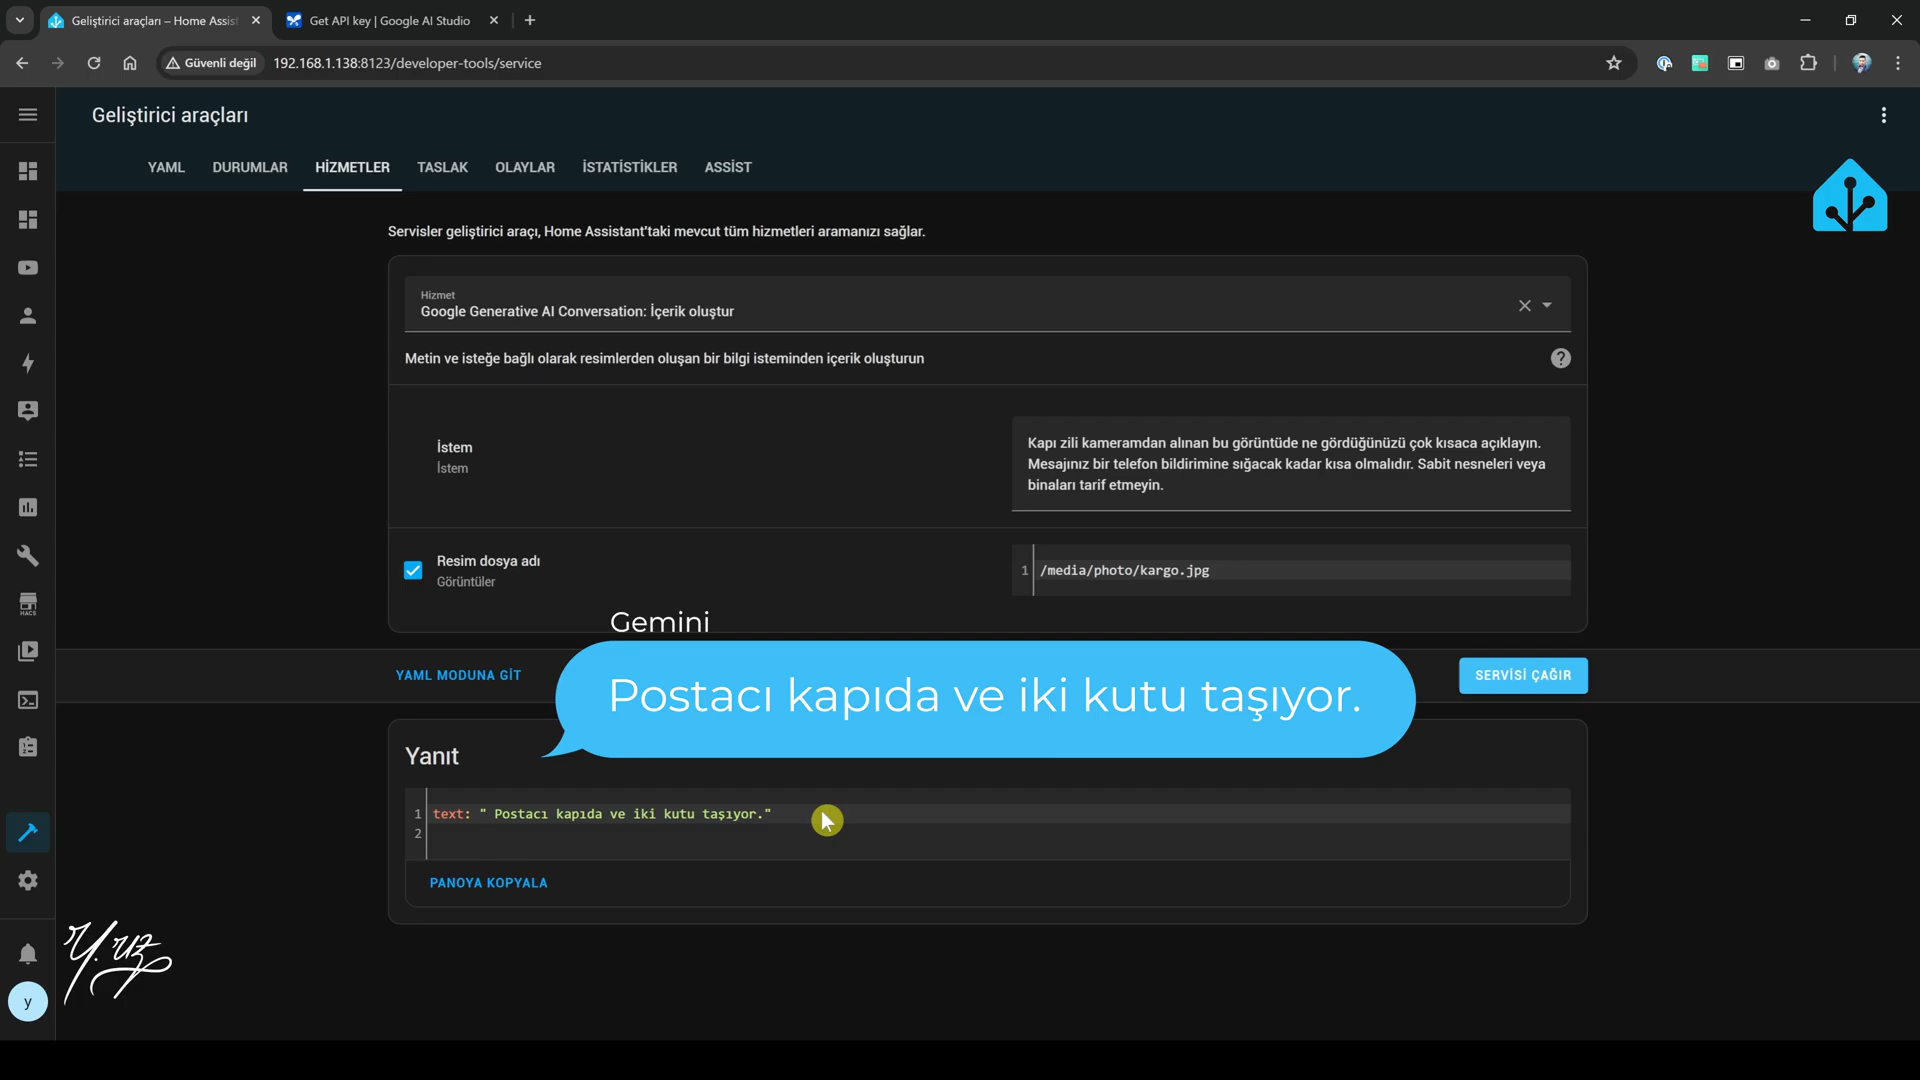 Geliştirici araçları – Home Assist
Get API key | Google AI Studio
Güvenli değil
192.168.1.138:8123/developer-tools/service
Geliştirici araçları
YAML
DURUMLAR
HİZMETLER
TASLAK
OLAYLAR
İSTATİSTİKLER
ASSIST
Servisler geliştirici aracı, Home Assistant'taki mevcut tüm hizmetleri aramanızı sağlar.
Hizmet
Google Generative AI Conversation: İçerik oluştur
Metin ve isteğe bağlı olarak resimlerden oluşan bir bilgi isteminden içerik oluşturun
İstem
İstem
Kapı zili kameramdan alınan bu görüntüde ne gördüğünüzü çok kısaca açıklayın.
Mesajınız bir telefon bildirimine sığacak kadar kısa olmalıdır. Sabit nesneleri veya
binaları tarif etmeyin.
Resim dosya adı
Görüntüler
1 /media/photo/kargo.jpg
HACS
Gemini
Postacı kapıda ve iki kutu taşıyor.
YAML MODUNA GİT
SERVİSİ ÇAĞIR
Yanıt
1 text: " Postacı kapıda ve iki kutu taşıyor."
2
PANOYA KOPYALA
Y.uz
y